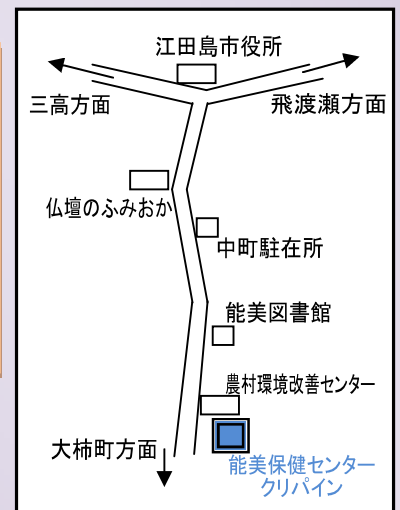 江田島市役所
三高方面
飛渡瀬方面
仏壇のふみおか
中町駐在所
能美図書館
農村環境改善センター
大柿町方面
能美保健センター
クリパイン